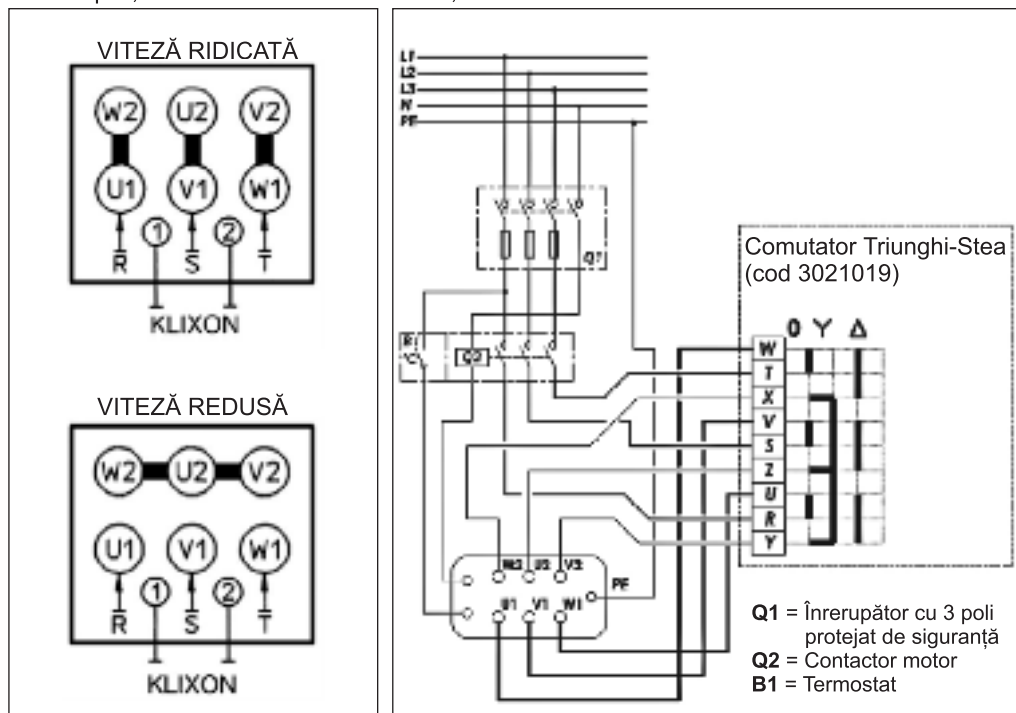 VITEZĂ RIDICATĂ
W2 U2 V2
U1 V1 W1
1 2
R S T
KLIXON
VITEZĂ REDUSĂ
W2 U2 V2
U1 V1 W1
1 2
R S T
KLIXON
L1
L2
L3
N
PE
Q1
Q2
W2 U2 V2
PE
U1 V1 W1
Comutator Triunghi-Stea
(cod 3021019)
0 Y Δ
W
T
X
V
S
Z
U
R
Y
Q1 = Înrerupător cu 3 poli
protejat de siguranță
Q2 = Contactor motor
B1 = Termostat